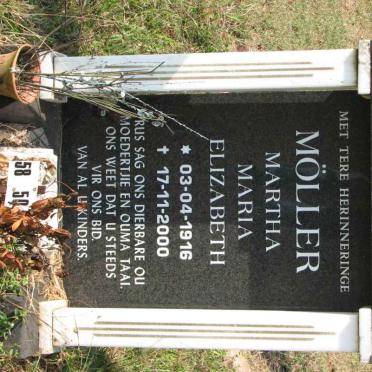 MET TERE HERINNERINGE
MÖLLER
MARTHA
MARIA
ELIZABETH
✡ 03-04-1916
✝ 17-11-2000
RUS SAG ONS DIERBARE OU
MOEDERTJIE EN OUMA TAAI.
ONS WEET DAT U STEEDS
VIR ONS BID.
VAN AL U KINDERS.
58